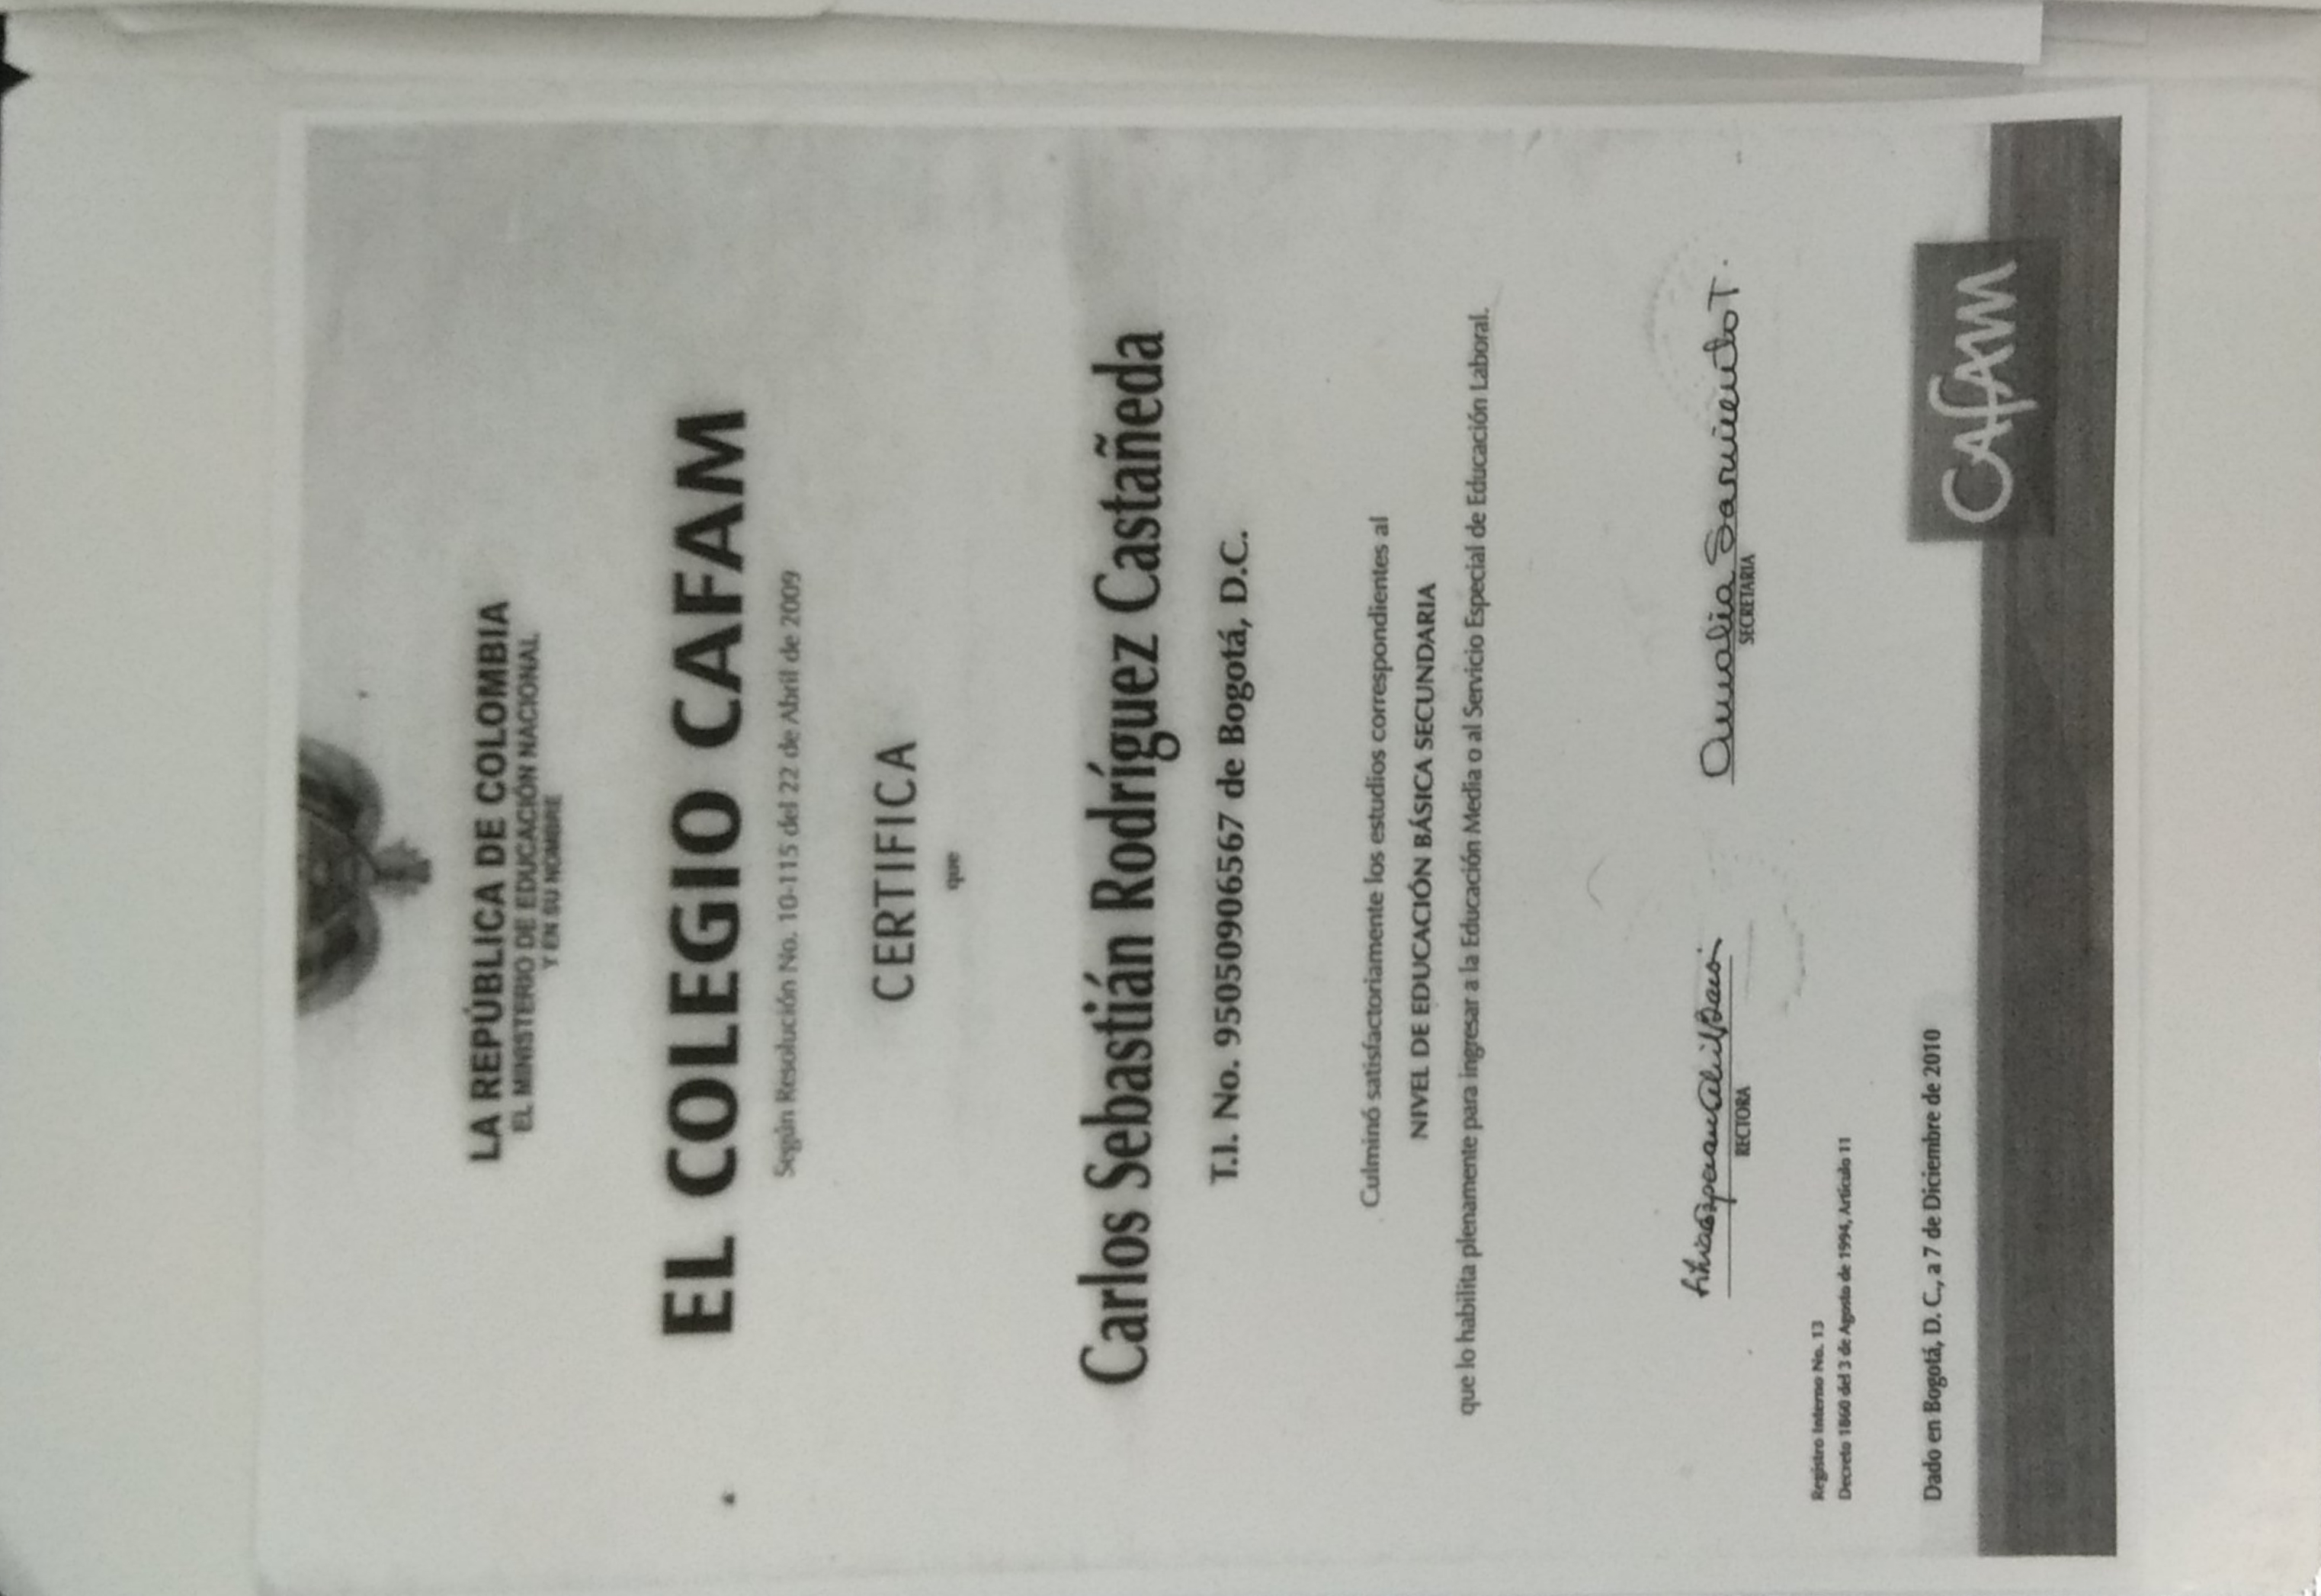 LA REPÚBLICA DE COLOMBIA
EL MINISTERIO DE EDUCACIÓN NACIONAL
Y EN SU NOMBRE
EL COLEGIO CAFAM
Según Resolución No. 10-115 del 22 de Abril de 2009
CERTIFICA
que
Carlos Sebastián Rodríguez Castañeda
T.I. No. 95050906567 de Bogotá, D.C.
Culminó satisfactoriamente los estudios correspondientes al
NIVEL DE EDUCACIÓN BÁSICA SECUNDARIA
que lo habilita plenamente para ingresar a la Educación Media o al Servicio Especial de Educación Laboral.
Amalia Sarmiento T.
RECTORA
SECRETARIA
Registro Interno No. 13
Decreto 1860 del 3 de Agosto de 1994, Artículo 11
Dado en Bogotá, D. C., a 7 de Diciembre de 2010
CAFAM